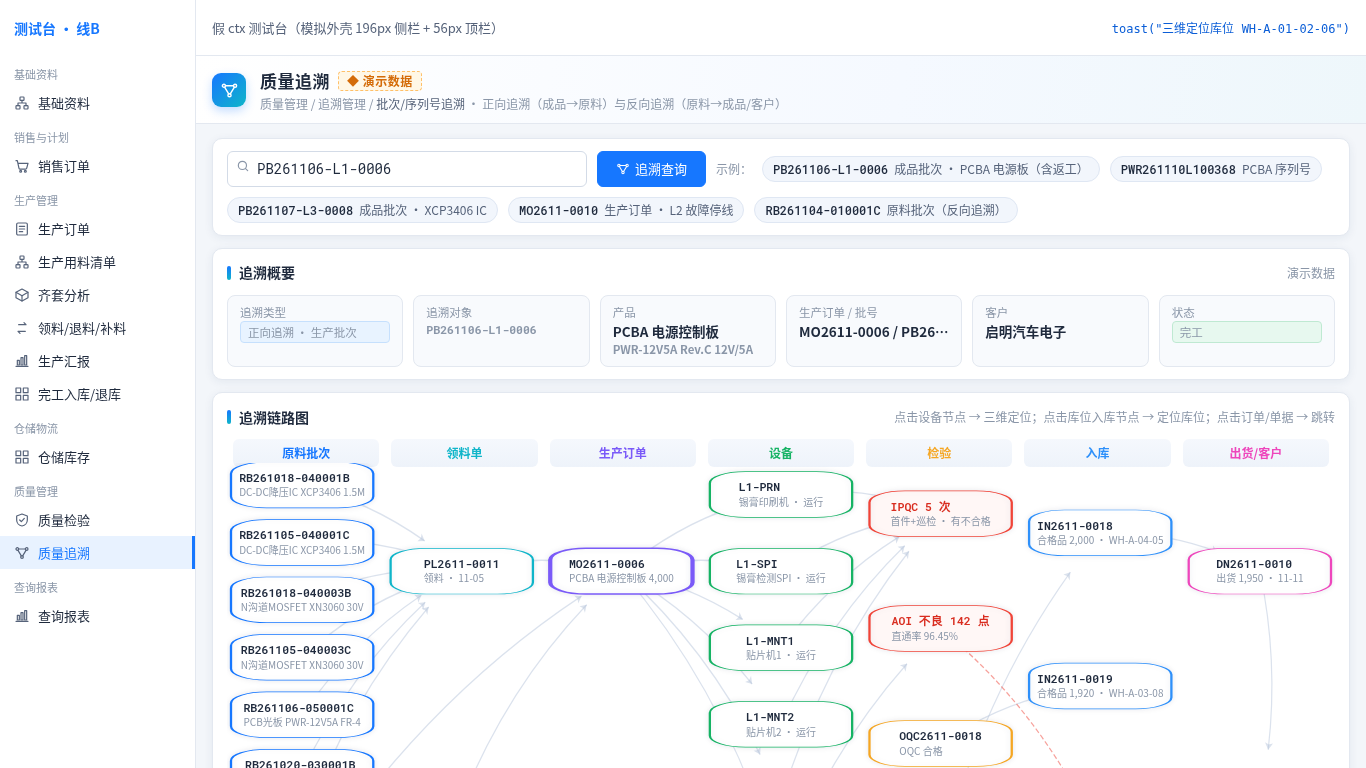 测试台 · 线B
基础资料
基础资料
销售与计划
销售订单
生产管理
生产订单
生产用料清单
齐套分析
领料/退料/补料
生产汇报
完工入库/退库
仓储物流
仓储库存
质量管理
质量检验
质量追溯
查询报表
查询报表
假 ctx 测试台（模拟外壳 196px 侧栏 + 56px 顶栏）
toast("三维定位库位 WH-A-01-02-06")
质量追溯
◆ 演示数据
质量管理 / 追溯管理 / 批次/序列号追溯 · 正向追溯（成品→原料）与反向追溯（原料→成品/客户）
PB261106-L1-0006
追溯查询
示例：
PB261106-L1-0006 成品批次 · PCBA 电源板（含返工）
PWR261110L100368 PCBA 序列号
PB261107-L3-0008 成品批次 · XCP3406 IC
MO2611-0010 生产订单 · L2 故障停线
RB261104-010001C 原料批次（反向追溯）
追溯概要
演示数据
追溯类型
正向追溯 · 生产批次
追溯对象
PB261106-L1-0006
产品
PCBA 电源控制板
PWR-12V5A Rev.C 12V/5A
生产订单 / 批号
MO2611-0006 / PB26···
客户
启明汽车电子
状态
完工
追溯链路图
点击设备节点 → 三维定位；点击库位入库节点 → 定位库位；点击订单/单据 → 跳转
原料批次
领料单
生产订单
设备
检验
入库
出货/客户
RB261018-040001B
DC-DC降压IC XCP3406 1.5M
RB261105-040001C
DC-DC降压IC XCP3406 1.5M
RB261018-040003B
N沟道MOSFET XN3060 30V
RB261105-040003C
N沟道MOSFET XN3060 30V
RB261106-050001C
PCB光板 PWR-12V5A FR-4
RB261020-030001B
PL2611-0011
领料 · 11-05
MO2611-0006
PCBA 电源控制板 4,000
L1-PRN
锡膏印刷机 · 运行
L1-SPI
锡膏检测SPI · 运行
L1-MNT1
贴片机1 · 运行
L1-MNT2
贴片机2 · 运行
IPQC 5 次
首件+巡检 · 有不合格
AOI 不良 142 点
直通率 96.45%
OQC2611-0018
OQC 合格
IN2611-0018
合格品 2,000 · WH-A-04-05
IN2611-0019
合格品 1,920 · WH-A-03-08
DN2611-0010
出货 1,950 · 11-11